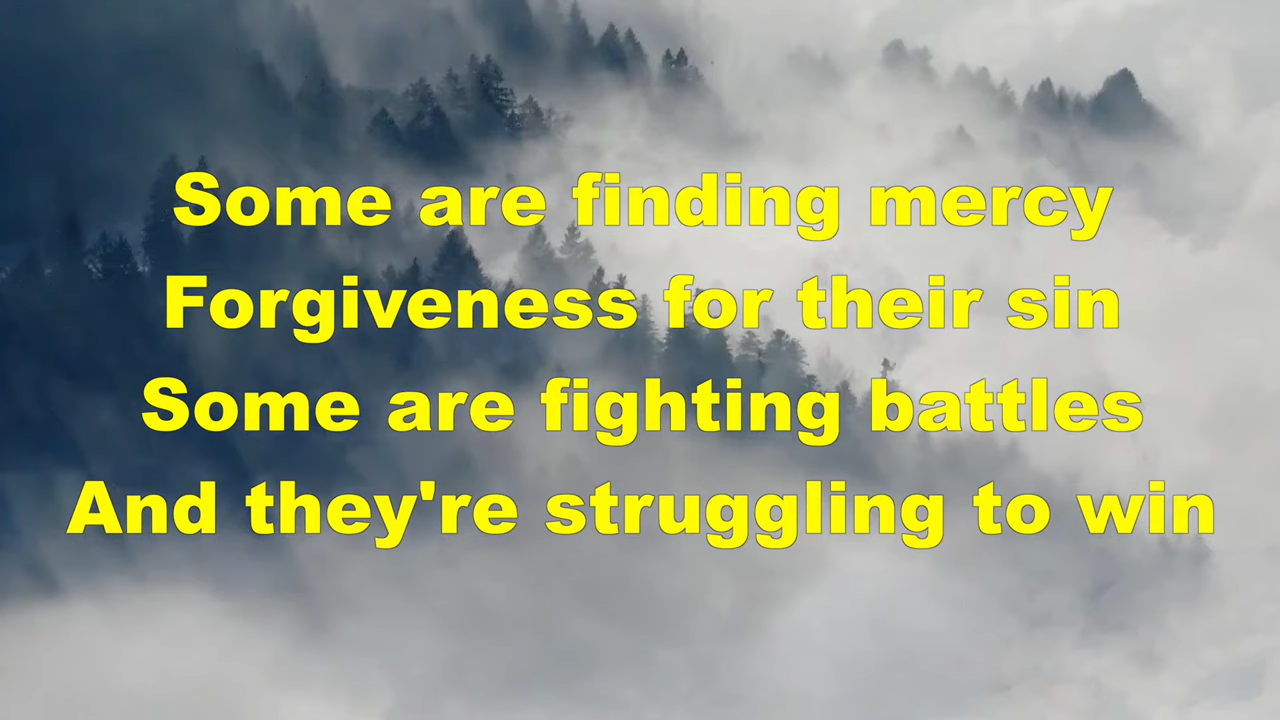 Some are finding mercy
Forgiveness for their sin
Some are fighting battles
And they're struggling to win